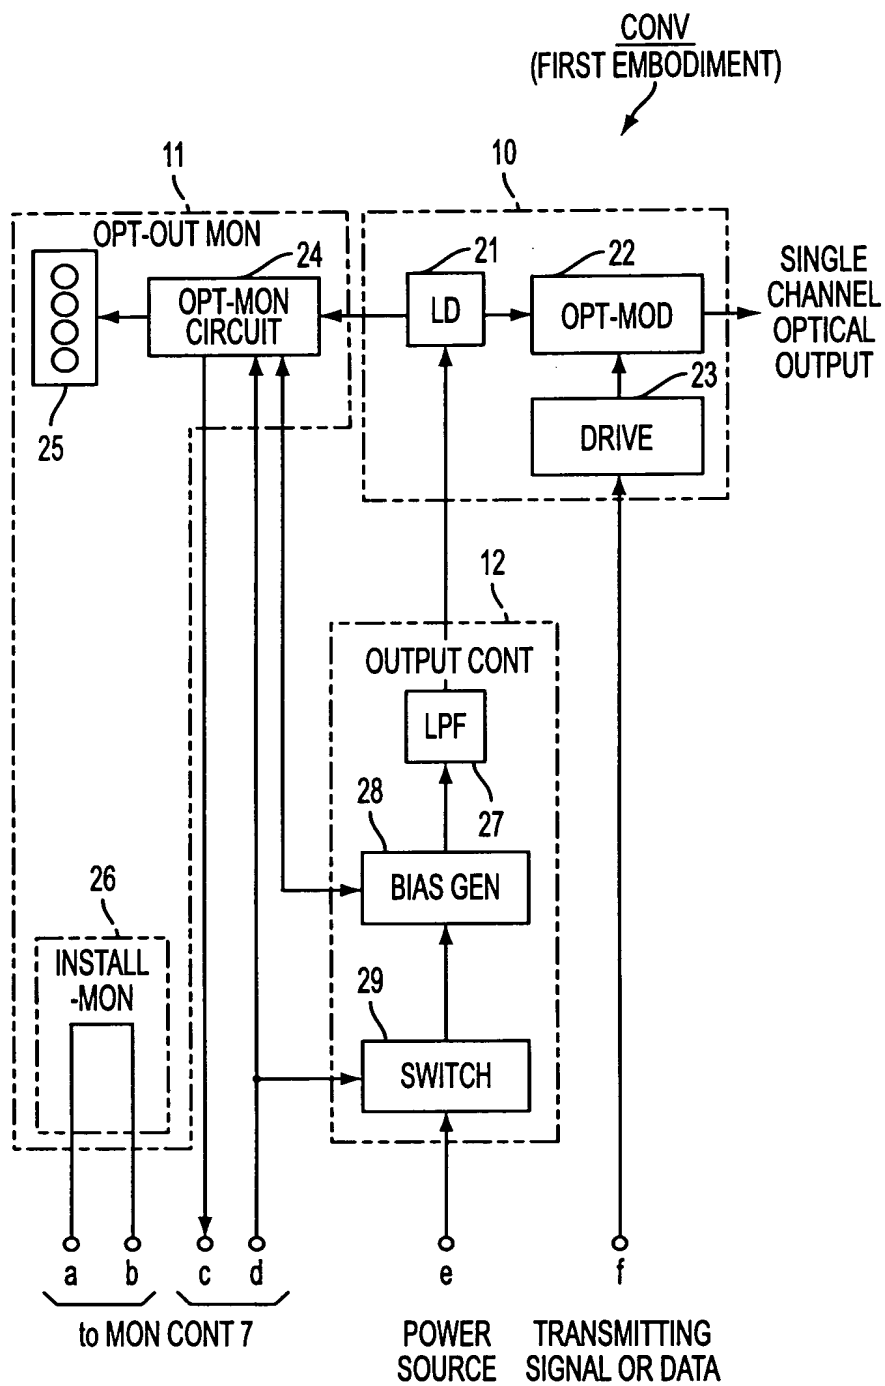 CONV
(FIRST EMBODIMENT)
11
10
OPT-OUT MON
24
21
22
OPT-MON
CIRCUIT
LD
OPT-MOD
SINGLE
CHANNEL
OPTICAL
OUTPUT
25
23
DRIVE
12
OUTPUT CONT
LPF
27
28
BIAS GEN
26
INSTALL
-MON
29
SWITCH
a b c d e f
to MON CONT 7
POWER
SOURCE
TRANSMITTING
SIGNAL OR DATA